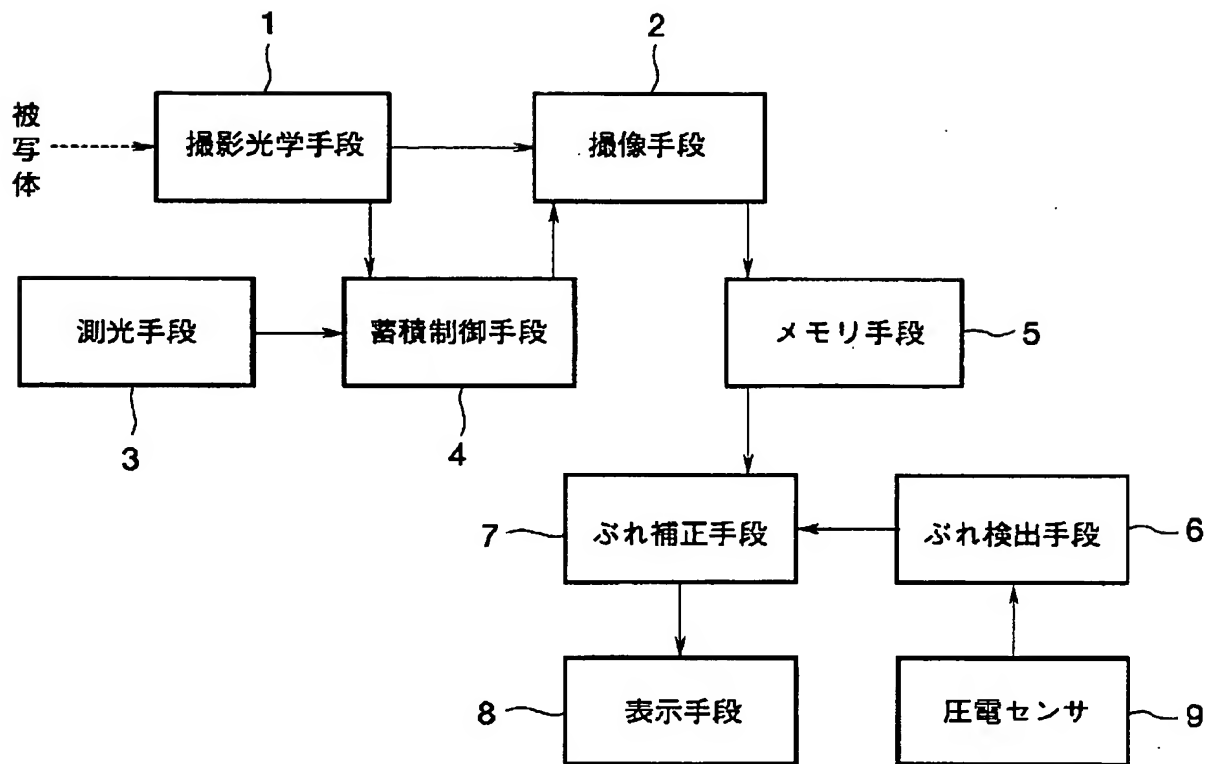 1
2
被写体
撮影光学手段
撮像手段
測光手段
蓄積制御手段
メモリ手段
5
3
4
7
ぶれ補正手段
ぶれ検出手段
6
8
表示手段
圧電センサ
9